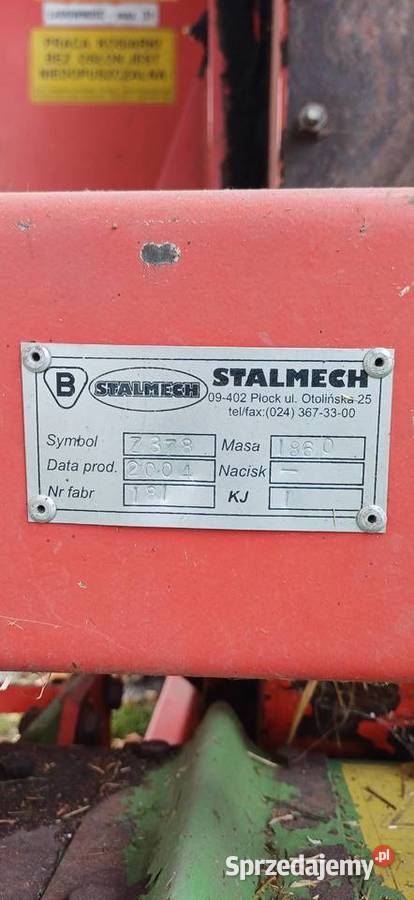 PRACA KOSIARKI
BEZ OSŁON JEST
NIEDOPUSZCZALNA
B STALMECH STALMECH
09-402 Płock ul. Otolińska 25
tel/fax:(024) 367-33-00
Symbol Z378 Masa 1860
Data prod. 2004 Nacisk —
Nr fabr 181 KJ 1
Sprzedajemy.pl